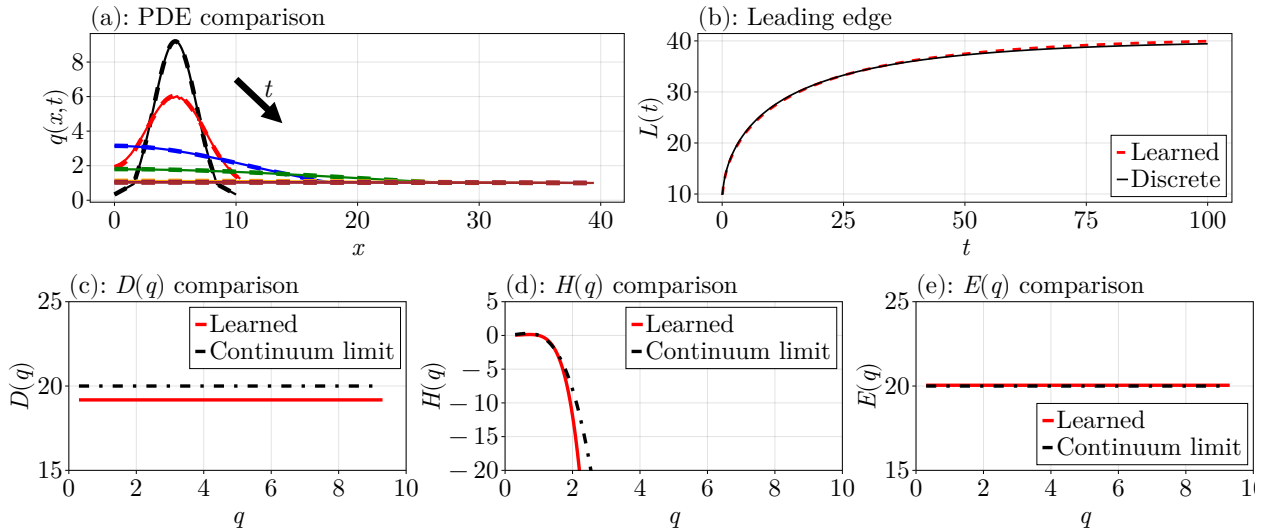 (a): PDE comparison
q(x,t)
8
6
4
2
0
t
0
10
20
30
40
x
(b): Leading edge
L(t)
40
30
20
10
Learned
Discrete
0
25
50
75
100
t
(c): D(q) comparison
D(q)
25
20
15
Learned
Continuum limit
0
2
4
6
8
10
q
(d): H(q) comparison
H(q)
5
0
−5
−10
−15
−20
Learned
Continuum limit
0
2
4
6
8
10
q
(e): E(q) comparison
E(q)
25
20
15
Learned
Continuum limit
0
2
4
6
8
10
q